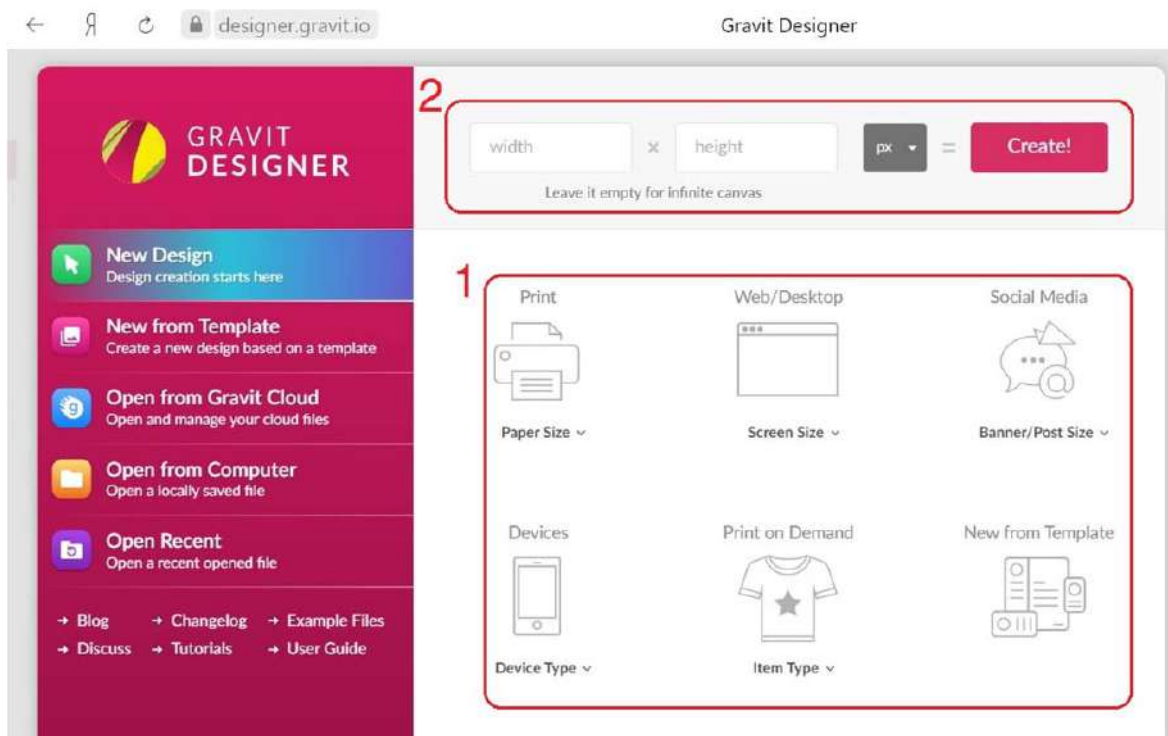 Я designer.gravit.io Gravit Designer
GRAVIT
DESIGNER
New Design
Design creation starts here
New from Template
Create a new design based on a template
Open from Gravit Cloud
Open and manage your cloud files
Open from Computer
Open a locally saved file
Open Recent
Open a recent opened file
→ Blog → Changelog → Example Files
→ Discuss → Tutorials → User Guide
2
width × height px = Create!
Leave it empty for infinite canvas
1
Print Web/Desktop Social Media
Paper Size Screen Size Banner/Post Size
Devices Print on Demand New from Template
Device Type Item Type